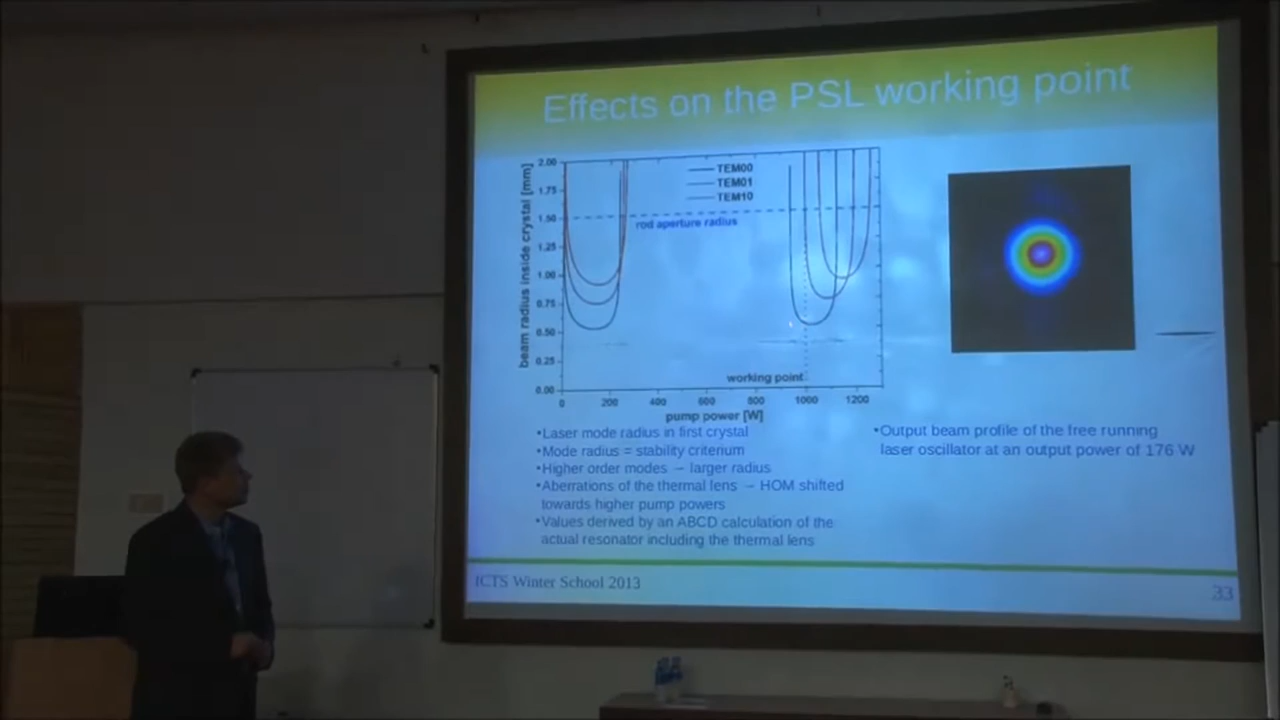 Effects on the PSL working point
beam radius inside crystal [mm]
2.00
1.75
1.50
1.25
1.00
0.75
0.50
0.25
0.00
TEM00
TEM01
TEM10
rod aperture radius
working point
0 200 400 600 800 1000 1200
pump power [W]
•Laser mode radius in first crystal
•Mode radius = stability criterium
•Higher order modes → larger radius
•Aberrations of the thermal lens → HOM shifted
towards higher pump powers
•Values derived by an ABCD calculation of the
actual resonator including the thermal lens
•Output beam profile of the free running
laser oscillator at an output power of 176 W
ICTS Winter School 2013
33